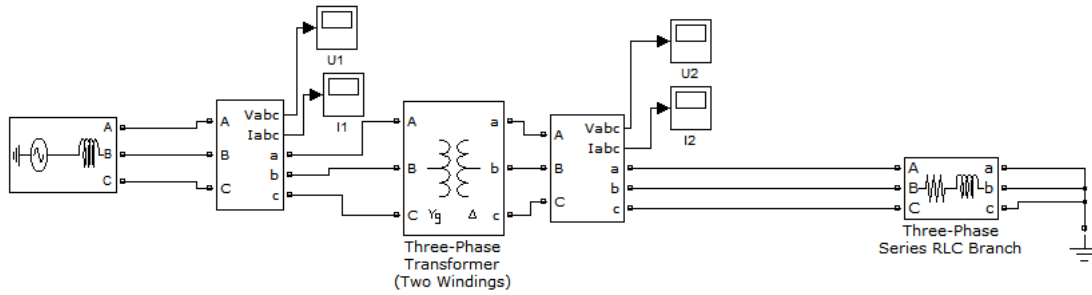 U1
I1
U2
I2
A
B
C
A
B
C
Vabc
Iabc
a
b
c
A
B
C
a
b
c
Yg
Δ
Three-Phase
Transformer
(Two Windings)
A
B
C
Vabc
Iabc
a
b
c
A
B
C
a
b
c
Three-Phase
Series RLC Branch